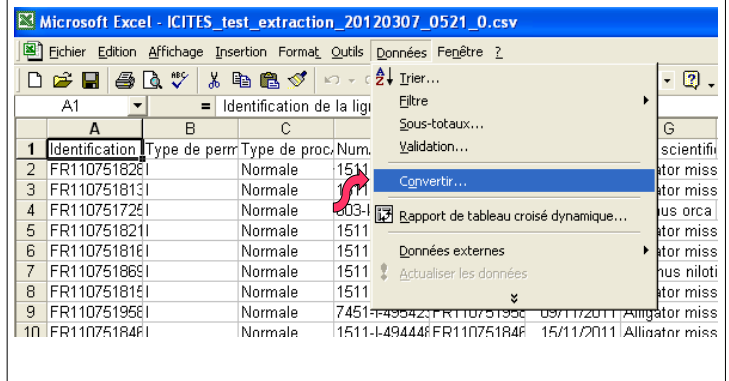 Microsoft Excel - ICITES_test_extraction_20120307_0521_0.csv
Fichier Edition Affichage Insertion Format Outils Données Fenêtre ?
A1 = Identification de la lign
Trier...
Filtre
Sous-totaux...
Validation...
Convertir...
Rapport de tableau croisé dynamique...
Données externes
Actualiser les données
A B C G
1 Identification Type de perm Type de proc Num scientifi
2 FR110751828 I Normale 1511 ator miss
3 FR110751813 I Normale 1511 ator miss
4 FR110751725 I Normale 603-I us orca
5 FR110751821 I Normale 1511 ator miss
6 FR110751816 I Normale 1511 ator miss
7 FR110751869 I Normale 1511 nus niloti
8 FR110751815 I Normale 1511 ator miss
9 FR110751958 I Normale 7451-I-495423 FR110751958 09/11/2011 Alligator miss
10 FR110751846 I Normale 1511-I-494448 FR110751846 15/11/2011 Alligator miss